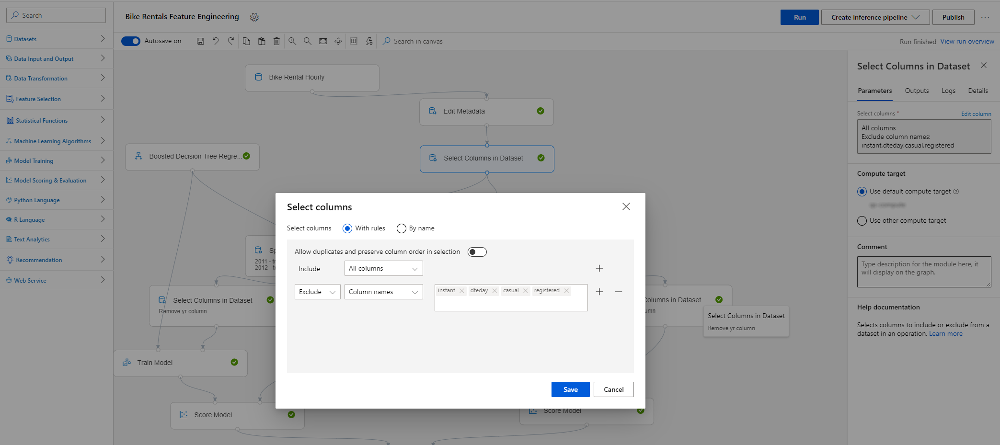 Search
Datasets
Data Input and Output
Data Transformation
Feature Selection
Statistical Functions
Machine Learning Algorithms
Model Training
Model Scoring & Evaluation
Python Language
R Language
Text Analytics
Recommendation
Web Service
Bike Rentals Feature Engineering
Run
Create inference pipeline
Publish
Autosave on
Search in canvas
Run finished View run overview
Bike Rental Hourly
Edit Metadata
Boosted Decision Tree Regre...
Select Columns in Dataset
2011 - t
2012 - t
Select Columns in Dataset
Remove yr column
Columns in Dataset
Select Columns in Dataset
Remove yr column
Train Model
Score Model
Score Model
Select columns
Select columns
With rules
By name
Allow duplicates and preserve column order in selection
Include
All columns
Exclude
Column names
instant
dteday
casual
registered
Save
Cancel
Select Columns in Dataset
Parameters
Outputs
Logs
Details
Select columns *
Edit column
All columns
Exclude column names:
instant,dteday,casual,registered
Compute target
Use default compute target
Use other compute target
Comment
Type description for the module here, it
will display on the graph.
Help documentation
Selects columns to include or exclude from a
dataset in an operation. Learn more